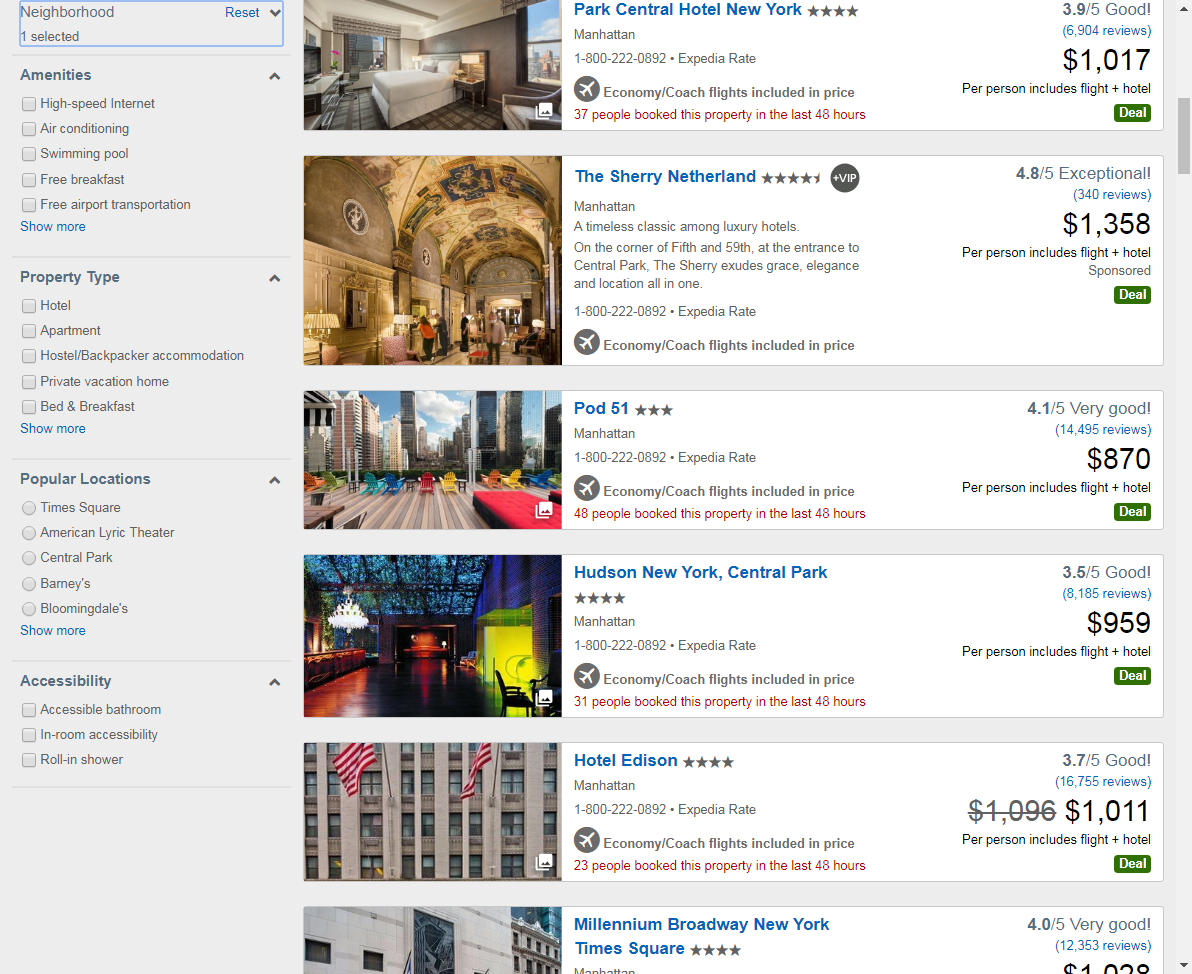 Neighborhood Reset
1 selected
Amenities
High-speed Internet
Air conditioning
Swimming pool
Free breakfast
Free airport transportation
Show more
Property Type
Hotel
Apartment
Hostel/Backpacker accommodation
Private vacation home
Bed & Breakfast
Show more
Popular Locations
Times Square
American Lyric Theater
Central Park
Barney's
Bloomingdale's
Show more
Accessibility
Accessible bathroom
In-room accessibility
Roll-in shower
Park Central Hotel New York
Manhattan
1-800-222-0892 • Expedia Rate
Economy/Coach flights included in price
37 people booked this property in the last 48 hours
3.9/5 Good!
(6,904 reviews)
$1,017
Per person includes flight + hotel
Deal
The Sherry Netherland +VIP
Manhattan
A timeless classic among luxury hotels.
On the corner of Fifth and 59th, at the entrance to
Central Park, The Sherry exudes grace, elegance
and location all in one.
1-800-222-0892 • Expedia Rate
Economy/Coach flights included in price
4.8/5 Exceptional!
(340 reviews)
$1,358
Per person includes flight + hotel
Sponsored
Deal
Pod 51
Manhattan
1-800-222-0892 • Expedia Rate
Economy/Coach flights included in price
48 people booked this property in the last 48 hours
4.1/5 Very good!
(14,495 reviews)
$870
Per person includes flight + hotel
Deal
Hudson New York, Central Park
Manhattan
1-800-222-0892 • Expedia Rate
Economy/Coach flights included in price
31 people booked this property in the last 48 hours
3.5/5 Good!
(8,185 reviews)
$959
Per person includes flight + hotel
Deal
Hotel Edison
Manhattan
1-800-222-0892 • Expedia Rate
Economy/Coach flights included in price
23 people booked this property in the last 48 hours
3.7/5 Good!
(16,755 reviews)
$1,096 $1,011
Per person includes flight + hotel
Deal
Millennium Broadway New York
Times Square
Manhattan
4.0/5 Very good!
(12,353 reviews)
$1,028